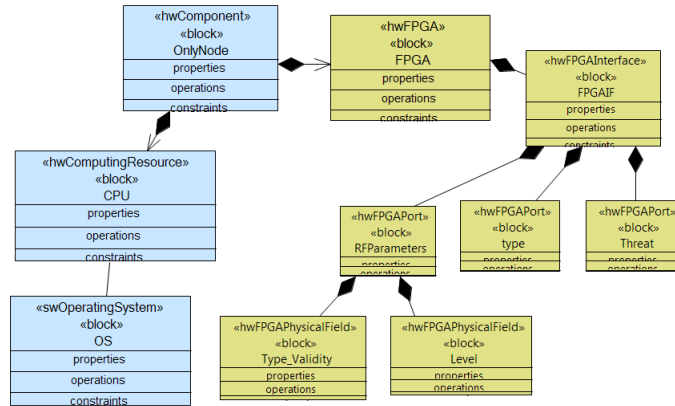 «hwComponent»
«block»
OnlyNode
properties
operations
constraints
«hwFPGA»
«block»
FPGA
properties
operations
constraints
«hwFPGAInterface»
«block»
FPGAIF
properties
operations
constraints
«hwComputingResource»
«block»
CPU
properties
operations
constraints
«hwFPGAPort»
«block»
RFParameters
properties
operations
«hwFPGAPort»
«block»
type
properties
operations
«hwFPGAPort»
«block»
Threat
properties
operations
«swOperatingSystem»
«block»
OS
properties
operations
constraints
«hwFPGAPhysicalField»
«block»
Type_Validity
properties
operations
«hwFPGAPhysicalField»
«block»
Level
properties
operations